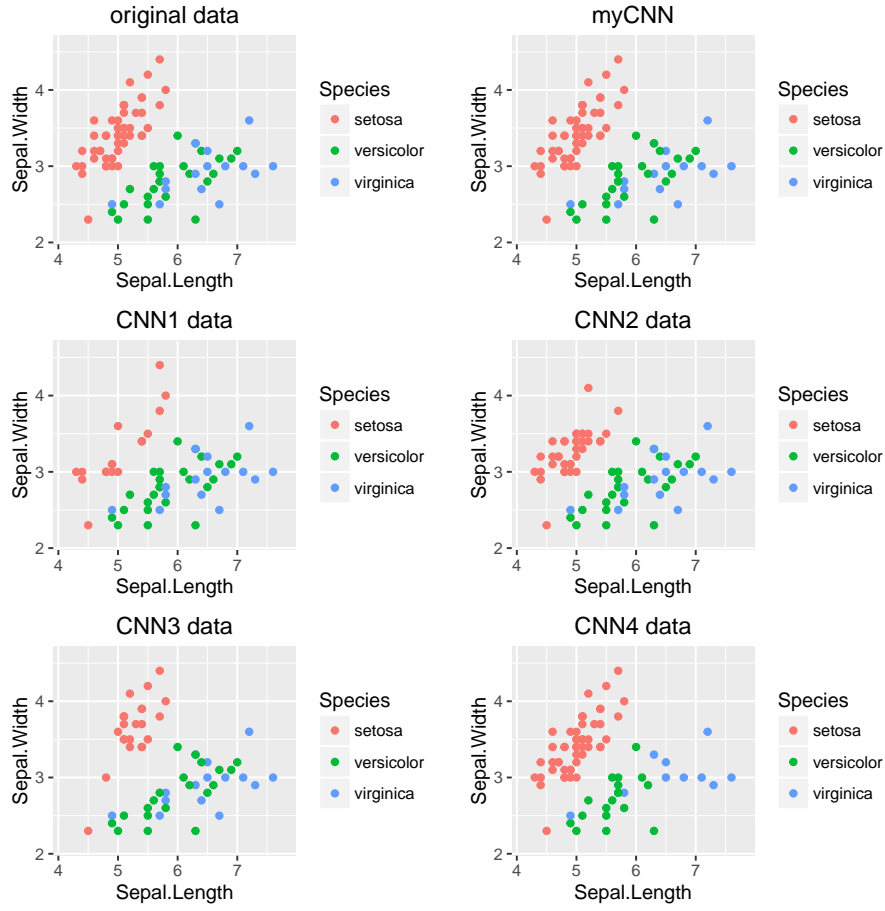 original data
Sepal.Width
4
3
2
4 5 6 7
Sepal.Length
Species
setosa
versicolor
virginica
myCNN
Sepal.Width
4
3
2
4 5 6 7
Sepal.Length
Species
setosa
versicolor
virginica
CNN1 data
Sepal.Width
4
3
2
4 5 6 7
Sepal.Length
Species
setosa
versicolor
virginica
CNN2 data
Sepal.Width
4
3
2
4 5 6 7
Sepal.Length
Species
setosa
versicolor
virginica
CNN3 data
Sepal.Width
4
3
2
4 5 6 7
Sepal.Length
Species
setosa
versicolor
virginica
CNN4 data
Sepal.Width
4
3
2
4 5 6 7
Sepal.Length
Species
setosa
versicolor
virginica